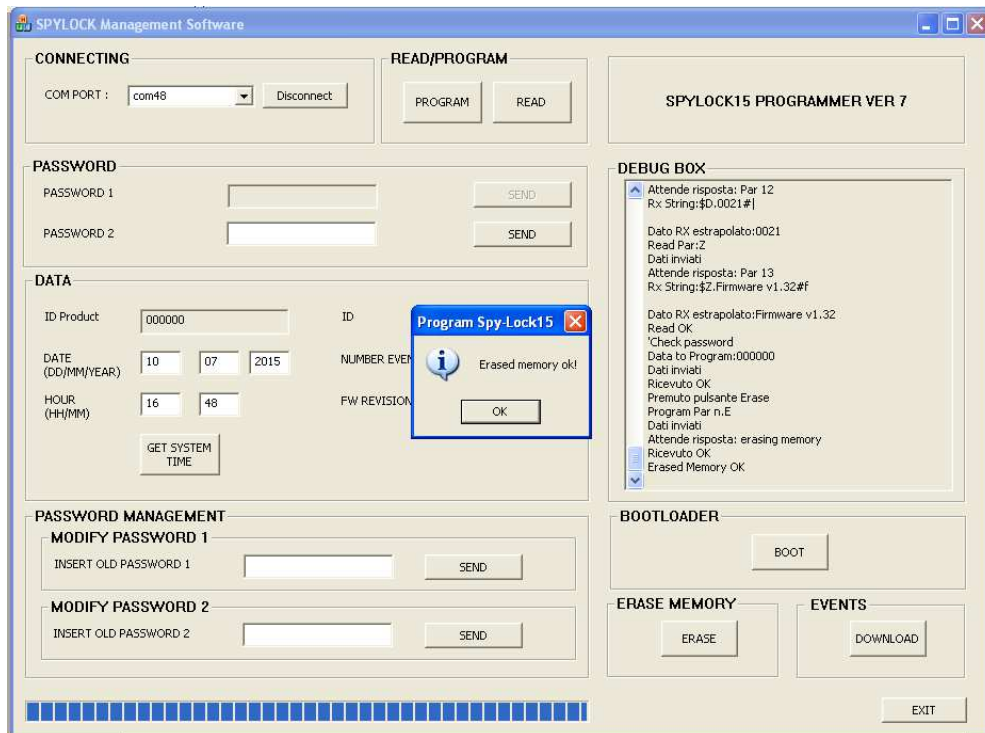 SPYLOCK Management Software
CONNECTING
COM PORT :
com48
Disconnect
READ/PROGRAM
PROGRAM
READ
SPYLOCK15 PROGRAMMER VER 7
PASSWORD
PASSWORD 1
SEND
PASSWORD 2
SEND
DATA
ID Product
000000
ID
DATE
(DD/MM/YEAR)
10
07
2015
NUMBER EVEN
HOUR
(HH/MM)
16
48
FW REVISION
GET SYSTEM
TIME
Program Spy-Lock15
Erased memory ok!
OK
DEBUG BOX
Attende risposta: Par 12
Rx String:$D.0021#|
Dato RX estrapolato:0021
Read Par:Z
Dati inviati
Attende risposta: Par 13
Rx String:$Z.Firmware v1.32#f
Dato RX estrapolato:Firmware v1.32
Read OK
'Check password
Data to Program:000000
Dati inviati
Ricevuto OK
Premuto pulsante Erase
Program Par n.E
Dati inviati
Attende risposta: erasing memory
Ricevuto OK
Erased Memory OK
PASSWORD MANAGEMENT
MODIFY PASSWORD 1
INSERT OLD PASSWORD 1
SEND
MODIFY PASSWORD 2
INSERT OLD PASSWORD 2
SEND
BOOTLOADER
BOOT
ERASE MEMORY
ERASE
EVENTS
DOWNLOAD
EXIT